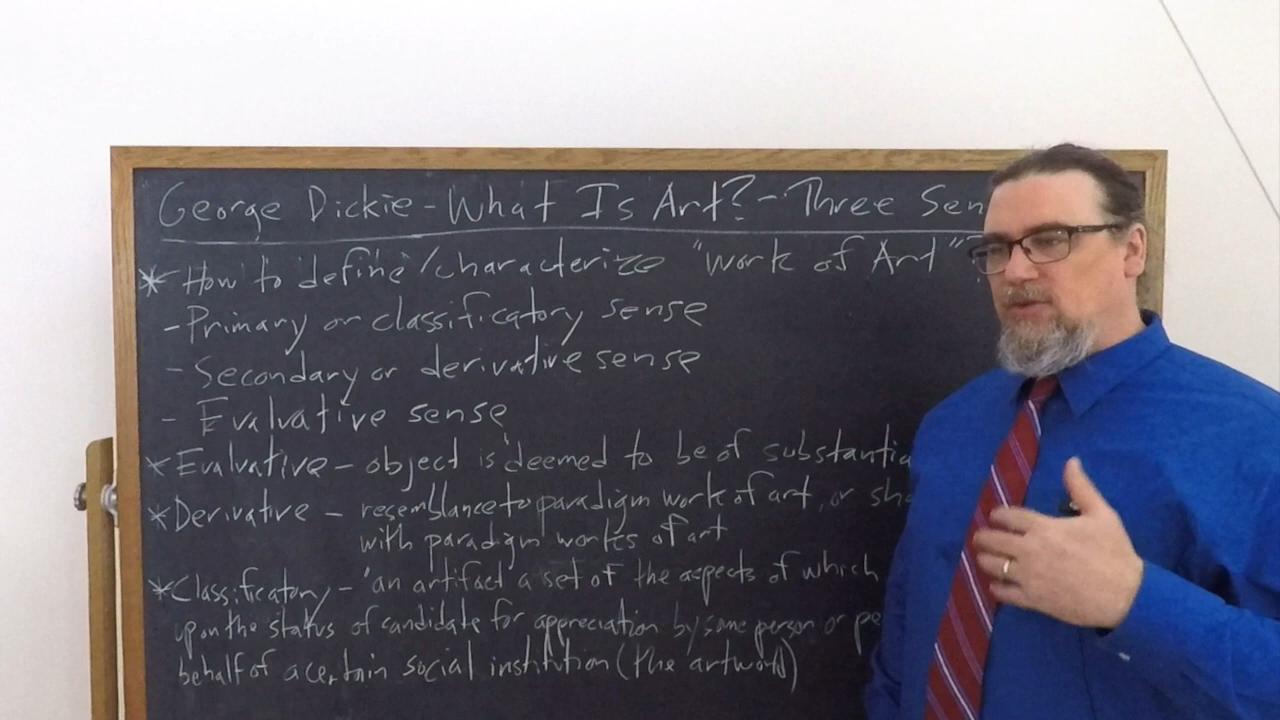 George Dickie - What Is Art? - Three Sen
* How to define/characterize "Work of Art"
- Primary or classificatory sense
- Secondary or derivative sense
- Evaluative sense
* Evaluative - object is deemed to be of substantia
* Derivative - resemblance to paradigm work of art, or sha
with paradigm works of art
* Classificatory - "an artifact a set of the aspects of which
upon the status of candidate for appreciation by some person or pe
behalf of a certain social institution (the artworld)